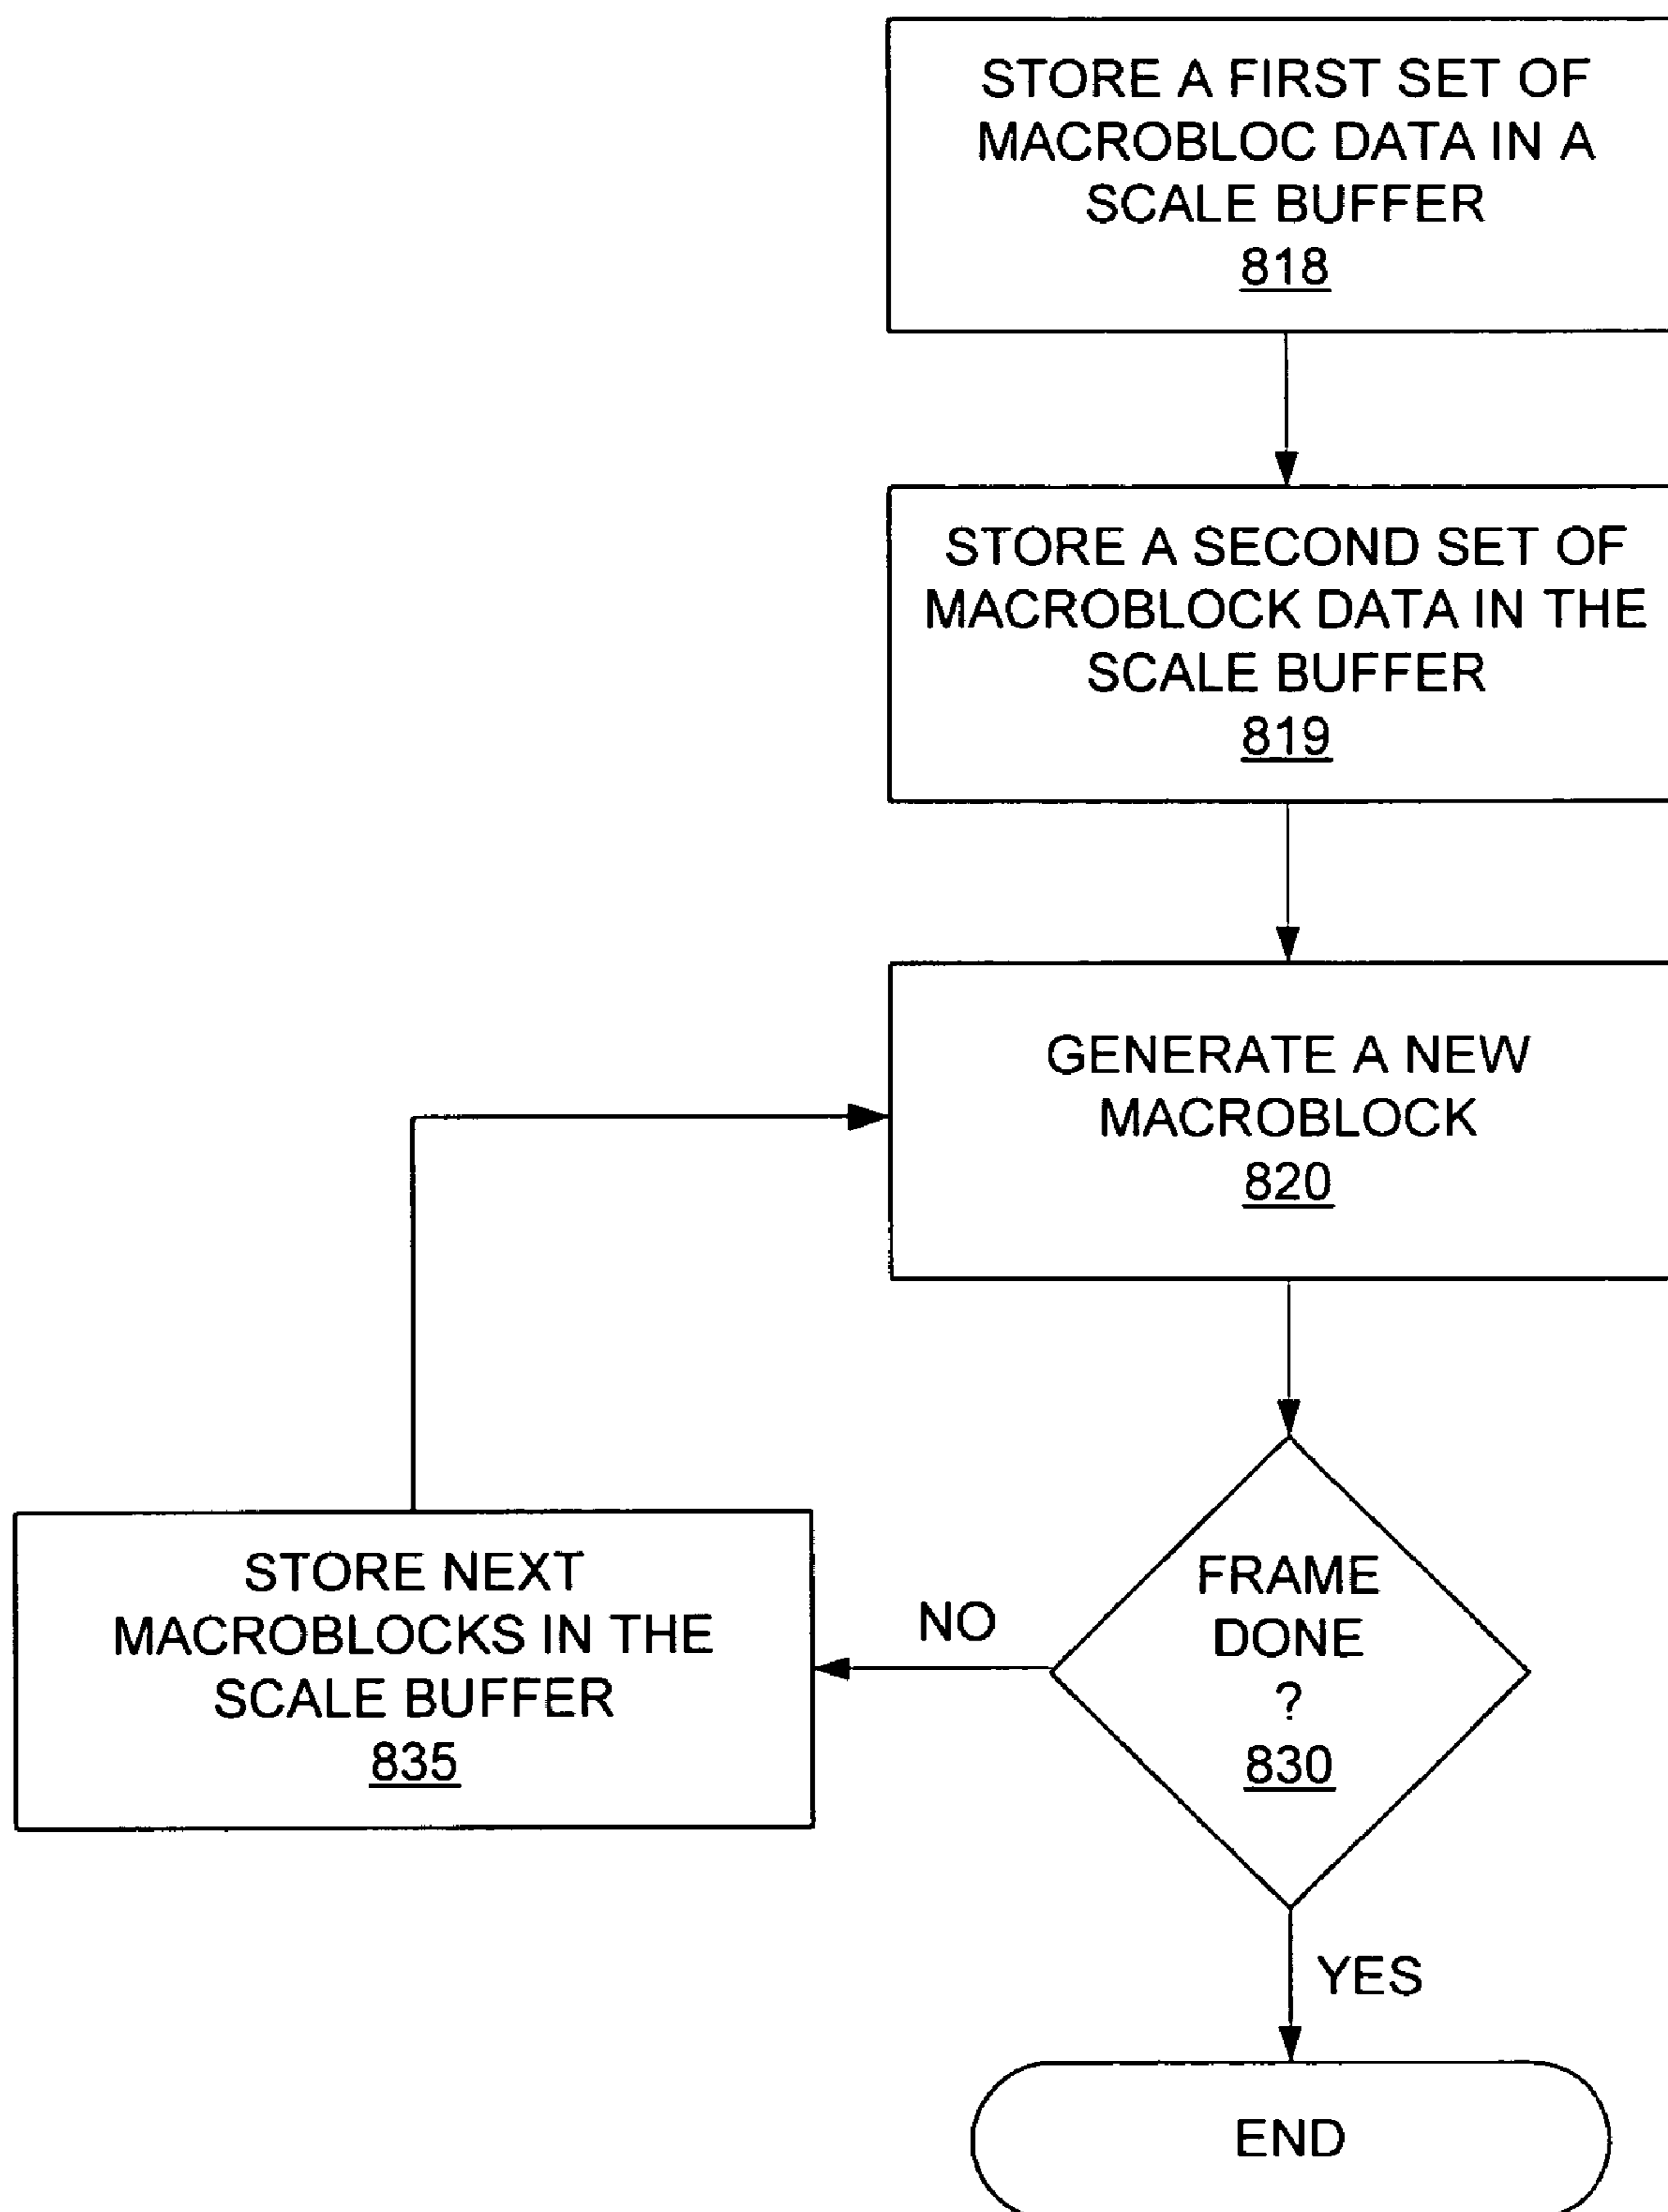 STORE A FIRST SET OF
MACROBLOC DATA IN A
SCALE BUFFER
818
STORE A SECOND SET OF
MACROBLOCK DATA IN THE
SCALE BUFFER
819
GENERATE A NEW
MACROBLOCK
820
FRAME
DONE
?
830
NO
STORE NEXT
MACROBLOCKS IN THE
SCALE BUFFER
835
YES
END